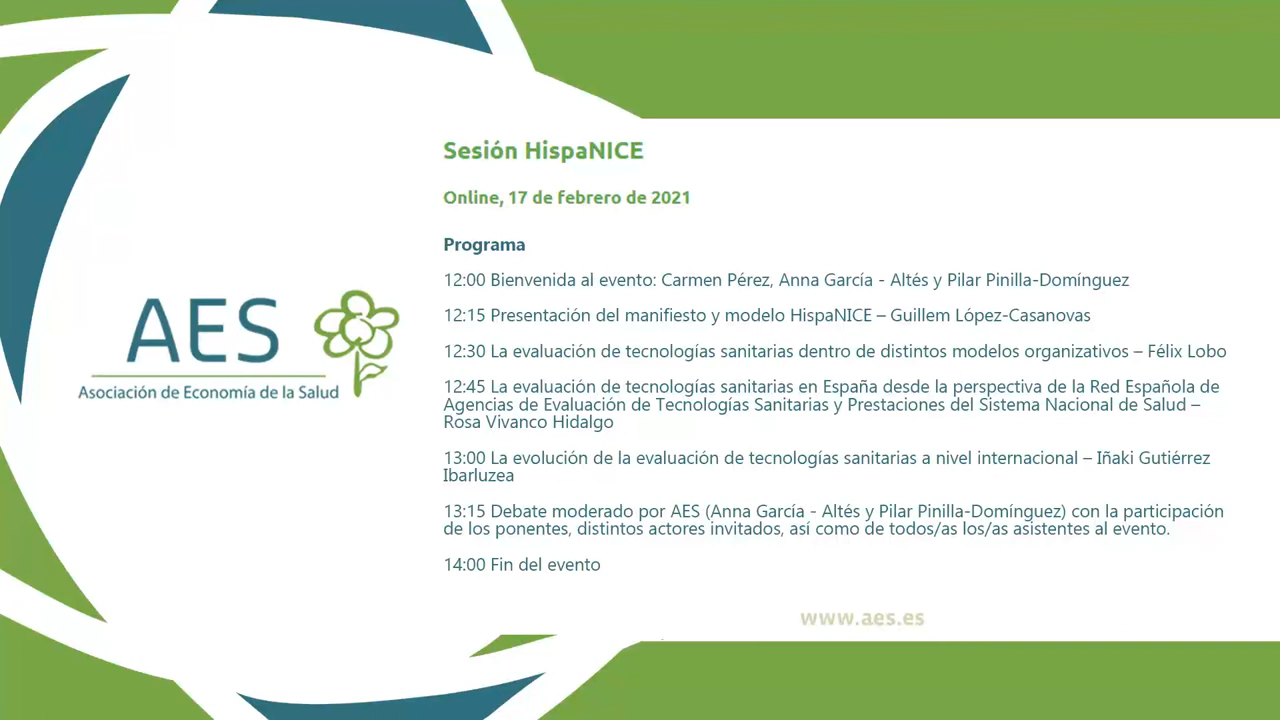 AES
Asociación de Economía de la Salud
Sesión HispaNICE
Online, 17 de febrero de 2021
Programa
12:00 Bienvenida al evento: Carmen Pérez, Anna García - Altés y Pilar Pinilla-Domínguez
12:15 Presentación del manifiesto y modelo HispaNICE – Guillem López-Casanovas
12:30 La evaluación de tecnologías sanitarias dentro de distintos modelos organizativos – Félix Lobo
12:45 La evaluación de tecnologías sanitarias en España desde la perspectiva de la Red Española de
Agencias de Evaluación de Tecnologías Sanitarias y Prestaciones del Sistema Nacional de Salud –
Rosa Vivanco Hidalgo
13:00 La evolución de la evaluación de tecnologías sanitarias a nivel internacional – Iñaki Gutiérrez
Ibarluzea
13:15 Debate moderado por AES (Anna García - Altés y Pilar Pinilla-Domínguez) con la participación
de los ponentes, distintos actores invitados, así como de todos/as los/as asistentes al evento.
14:00 Fin del evento
www.aes.es